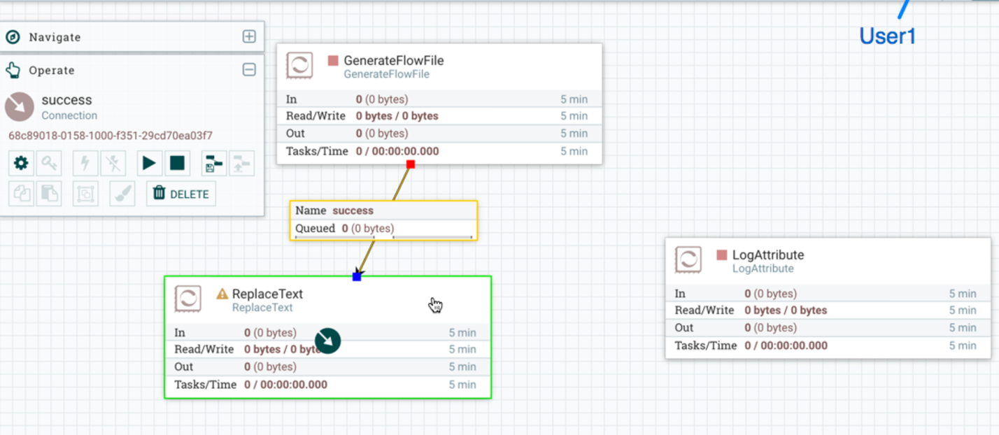 User1
Navigate
Operate
success
Connection
68c89018-0158-1000-f351-29cd70ea03f7
DELETE
GenerateFlowFile
GenerateFlowFile
In 0 (0 bytes) 5 min
Read/Write 0 bytes / 0 bytes 5 min
Out 0 (0 bytes) 5 min
Tasks/Time 0 / 00:00:00.000 5 min
Name success
Queued 0 (0 bytes)
ReplaceText
ReplaceText
In 0 (0 bytes) 5 min
Read/Write 0 bytes / 0 5 min
Out 0 (0 bytes) 5 min
Tasks/Time 0 / 00:00:00.000 5 min
LogAttribute
LogAttribute
In 0 (0 bytes) 5 min
Read/Write 0 bytes / 0 bytes 5 min
Out 0 (0 bytes) 5 min
Tasks/Time 0 / 00:00:00.000 5 min